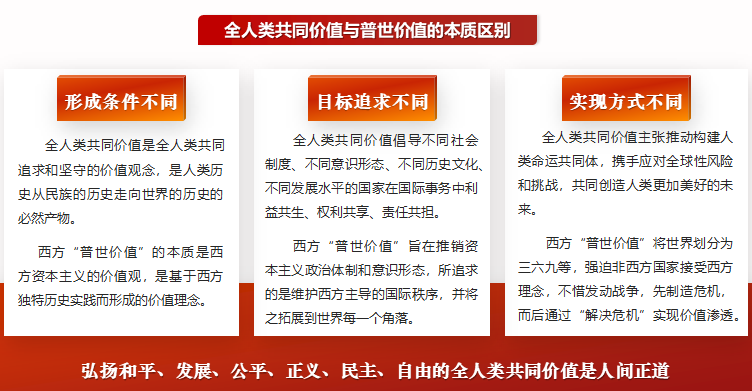 全人类共同价值与普世价值的本质区别
形成条件不同
全人类共同价值是全人类共同
追求和坚守的价值观念，是人类历
史从民族的历史走向世界的历史的
必然产物。
西方“普世价值”的本质是西
方资本主义的价值观，是基于西方
独特历史实践而形成的价值理念。
目标追求不同
全人类共同价值倡导不同社会
制度、不同意识形态、不同历史文化、
不同发展水平的国家在国际事务中利
益共生、权利共享、责任共担。
西方“普世价值”旨在推销资
本主义政治体制和意识形态，所追求
的是维护西方主导的国际秩序，并将
之拓展到世界每一个角落。
实现方式不同
全人类共同价值主张推动构建人
类命运共同体，携手应对全球性风险
和挑战，共同创造人类更加美好的未
来。
西方“普世价值”将世界划分为
三六九等，强迫非西方国家接受西方
理念，不惜发动战争，先制造危机，
而后通过“解决危机”实现价值渗透。
弘扬和平、发展、公平、正义、民主、自由的全人类共同价值是人间正道